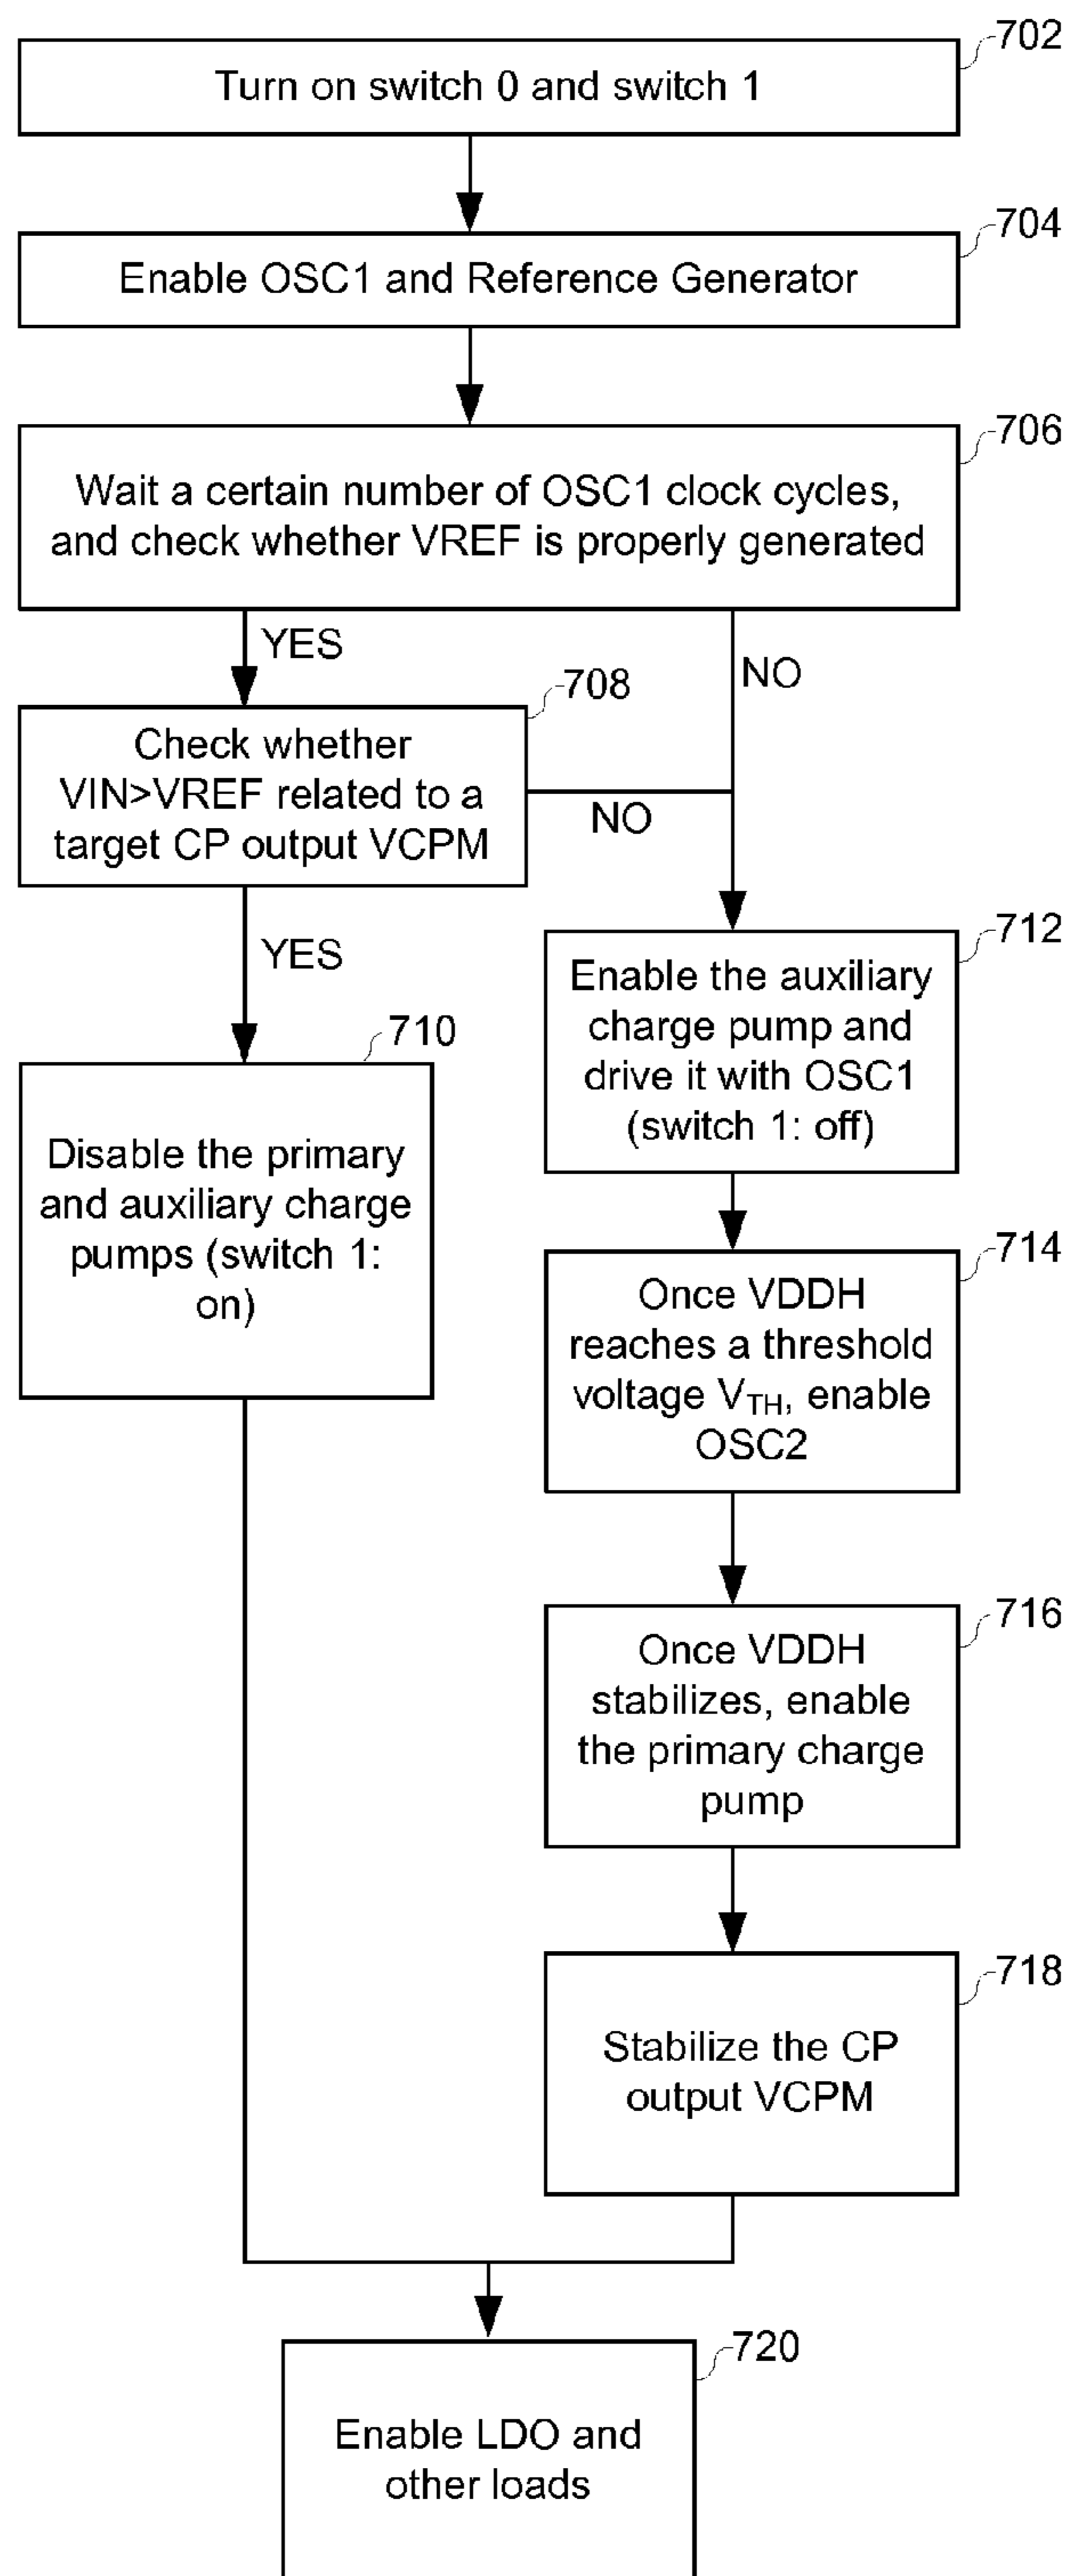 702
Turn on switch 0 and switch 1
704
Enable OSC1 and Reference Generator
706
Wait a certain number of OSC1 clock cycles,
and check whether VREF is properly generated
YES
NO
708
Check whether
VIN>VREF related to a
target CP output VCPM
NO
YES
712
Enable the auxiliary
charge pump and
drive it with OSC1
(switch 1: off)
710
Disable the primary
and auxiliary charge
pumps (switch 1:
on)
714
Once VDDH
reaches a threshold
voltage VTH, enable
OSC2
716
Once VDDH
stabilizes, enable
the primary charge
pump
718
Stabilize the CP
output VCPM
720
Enable LDO and
other loads